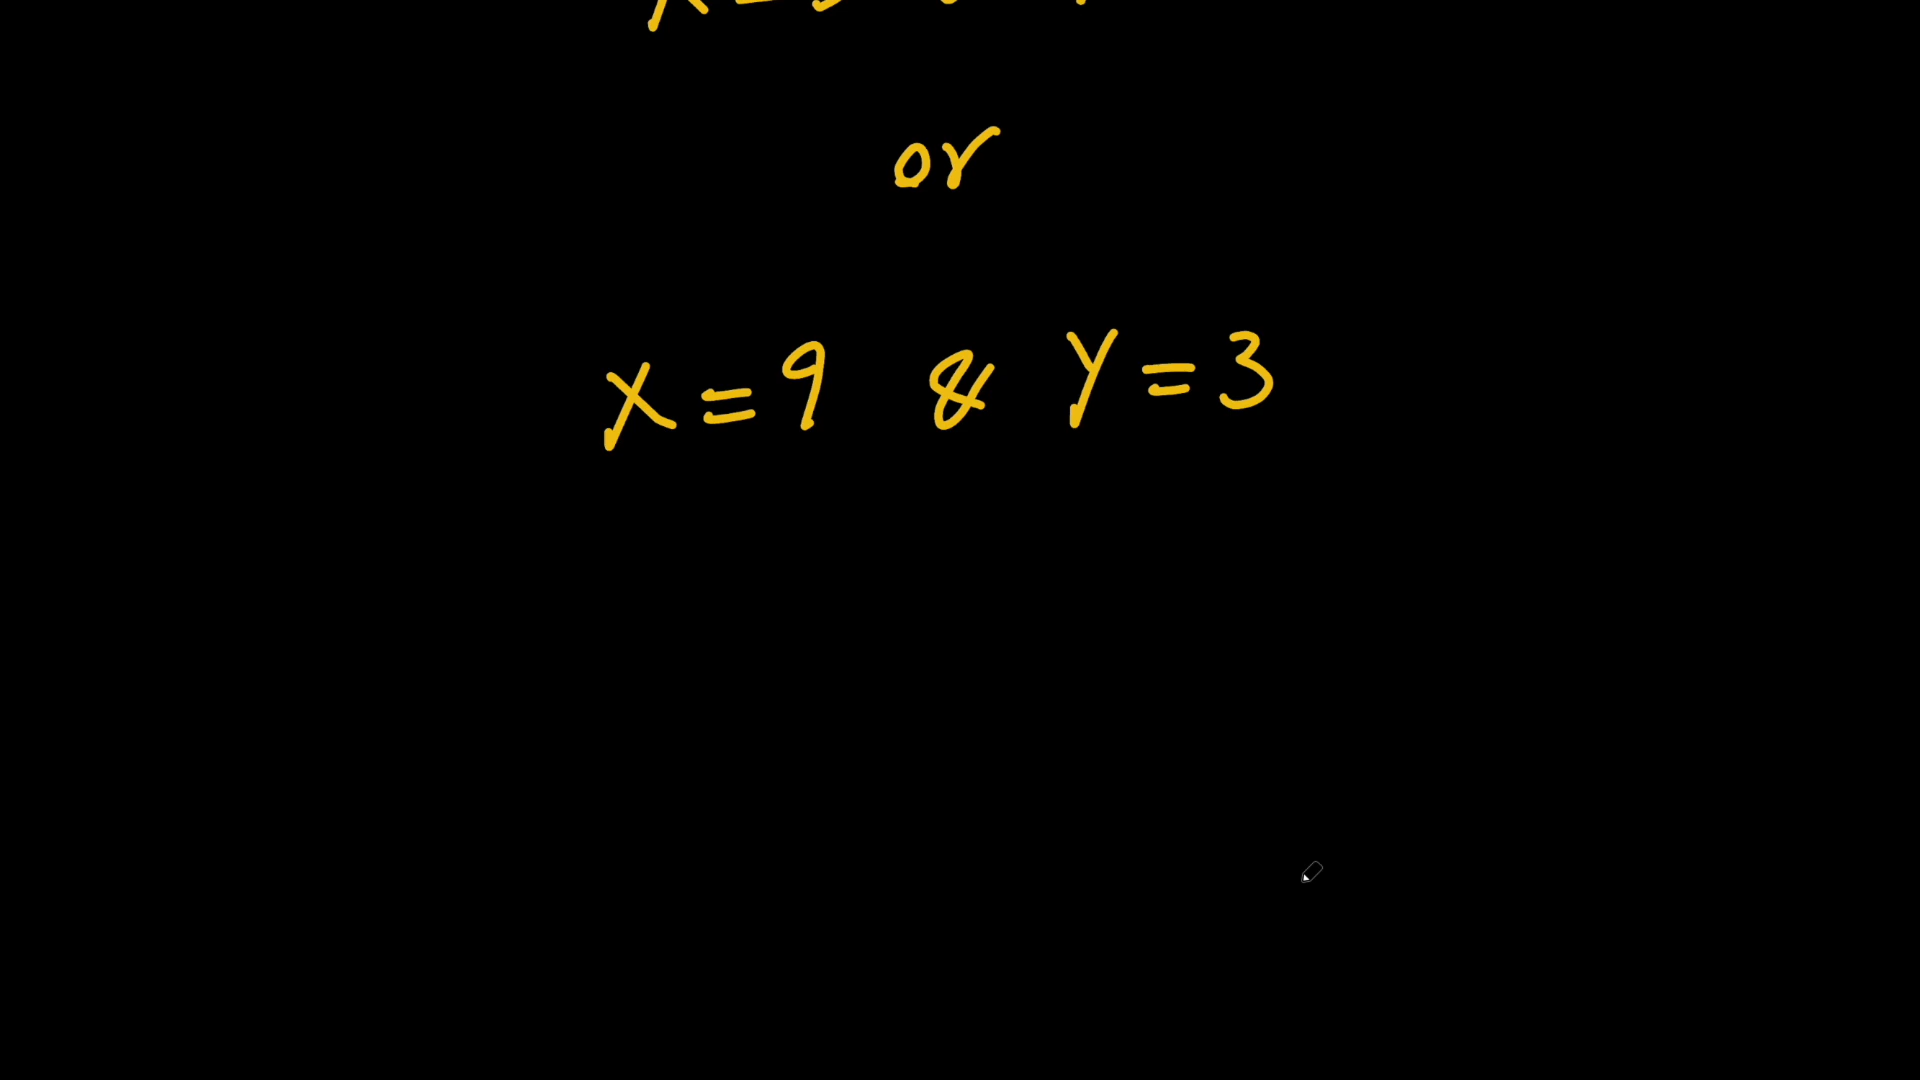 or
x = 9 & y = 3